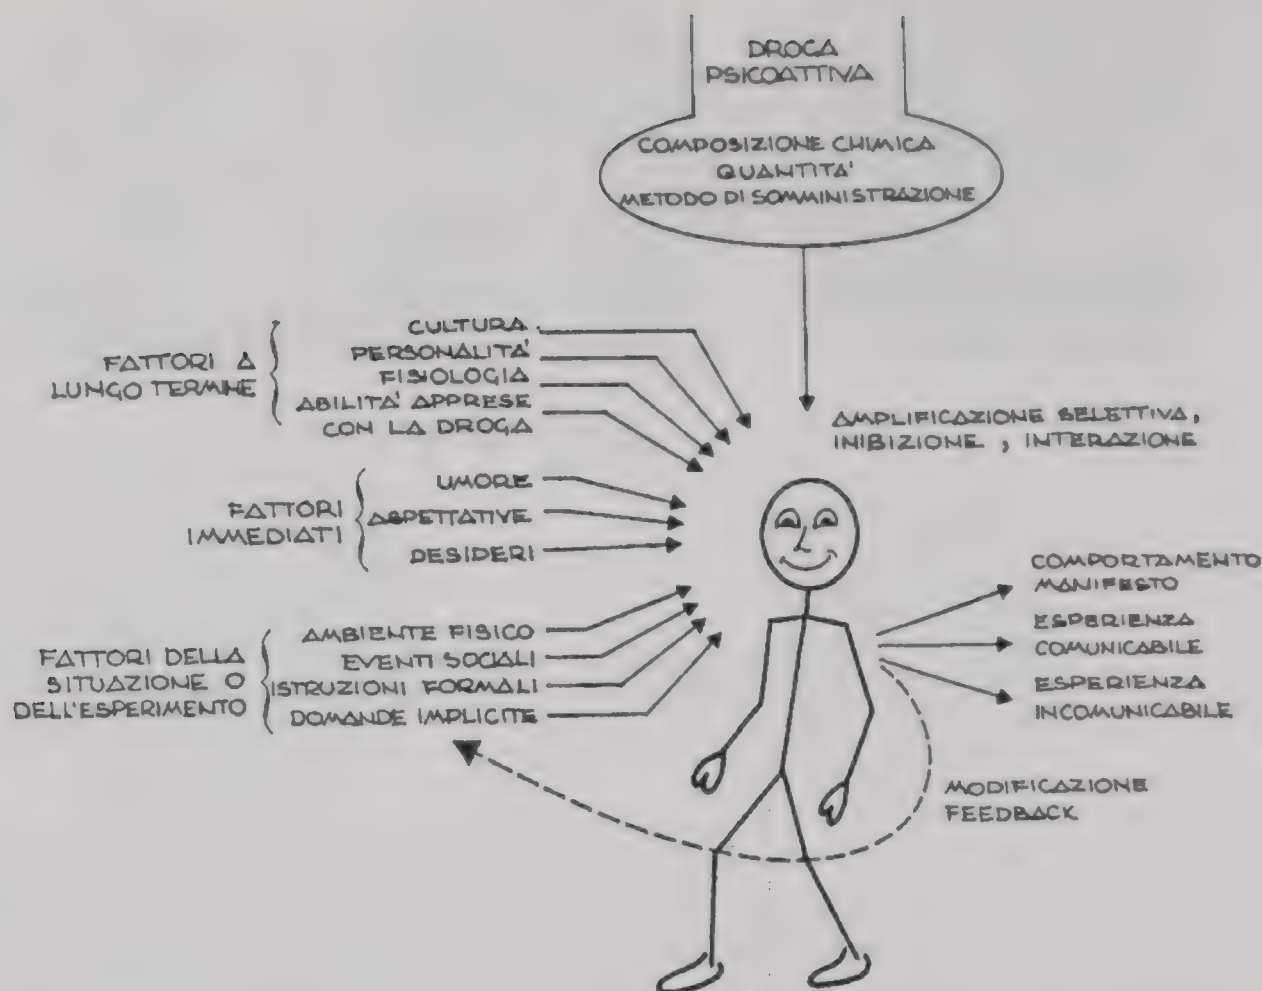 DROGA
PSICOATTIVA
COMPOSIZIONE CHIMICA
QUANTITA'
METODO DI SOMMINISTRAZIONE
FATTORI A
LUNGO TERMINE
CULTURA
PERSONALITA'
FISIOLOGIA
ABILITA' APPRESE
CON LA DROGA
AMPLIFICAZIONE SELETTIVA,
INIBIZIONE, INTERAZIONE
FATTORI
IMMEDIATI
UMORE
ASPETTATIVE
DESIDERI
FATTORI DELLA
SITUAZIONE O
DELL'ESPERIMENTO
AMBIENTE FISICO
EVENTI SOCIALI
ISTRUZIONI FORMALI
DOMANDE IMPLICITE
COMPORTAMENTO
MANIFESTO
ESPERIENZA
COMUNICABILE
ESPERIENZA
INCOMUNICABILE
MODIFICAZIONE
FEEDBACK